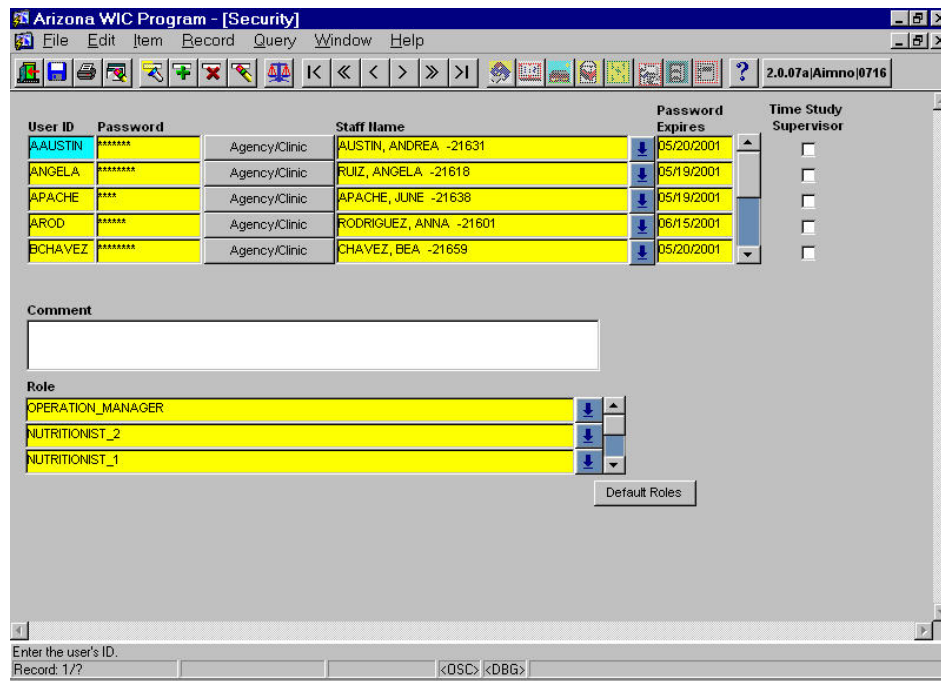 Arizona WIC Program - [Security]
File Edit Item Record Query Window Help
? 2.0.07a|Aimno|0716
User ID Password Staff Name Password Expires Time Study Supervisor
AAUSTIN ******* Agency/Clinic AUSTIN, ANDREA -21631 05/20/2001
ANGELA ******** Agency/Clinic RUIZ, ANGELA -21618 05/19/2001
APACHE **** Agency/Clinic APACHE, JUNE -21638 05/19/2001
AROD ****** Agency/Clinic RODRIGUEZ, ANNA -21601 06/15/2001
BCHAVEZ ******** Agency/Clinic CHAVEZ, BEA -21659 05/20/2001
Comment
Role
OPERATION_MANAGER
NUTRITIONIST_2
NUTRITIONIST_1
Default Roles
Enter the user's ID.
Record: 1/? <OSC> <DBG>